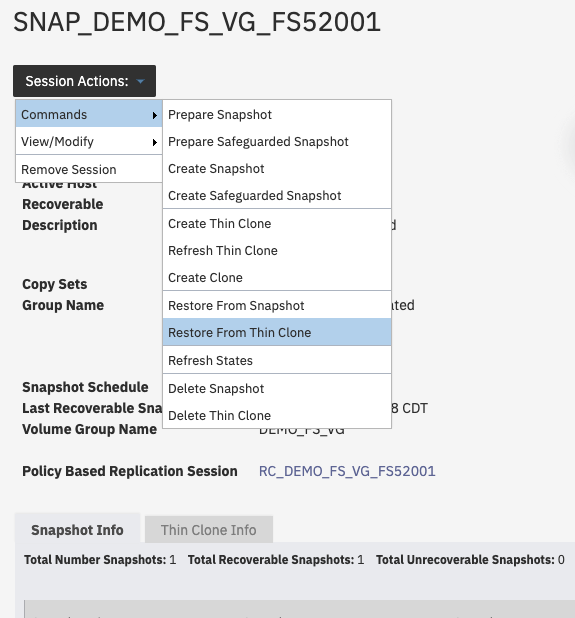 SNAP_DEMO_FS_VG_FS52001
Session Actions:
Commands
View/Modify
Remove Session
Prepare Snapshot
Prepare Safeguarded Snapshot
Create Snapshot
Create Safeguarded Snapshot
Create Thin Clone
Refresh Thin Clone
Create Clone
Restore From Snapshot
Restore From Thin Clone
Refresh States
Delete Snapshot
Delete Thin Clone
Active Host
Recoverable
Description
Copy Sets
Group Name
Snapshot Schedule
Last Recoverable Sna 8 CDT
Volume Group Name DEMO_FS_VG
Policy Based Replication Session RC_DEMO_FS_VG_FS52001
Snapshot Info Thin Clone Info
Total Number Snapshots: 1 Total Recoverable Snapshots: 1 Total Unrecoverable Snapshots: 0